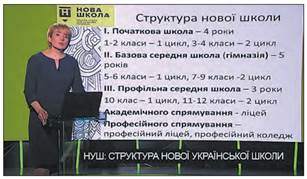 НОВА
ШКОЛА
Структура нової школи
І. Початкова школа – 4 роки
1-2 класи – 1 цикл, 3-4 класи – 2 цикл
ІІ. Базова середня школа (гімназія) – 5
років
5-6 класи – 1 цикл, 7-9 класи -2 цикл
ІІІ. Профільна середня школа – 3 роки
10 клас – 1 цикл, 11-12 класи – 2 цикл
Академічного спрямування - ліцей
Професійного спрямування –
професійний ліцей, професійний коледж
НУШ: СТРУКТУРА НОВОЇ УКРАЇНСЬКОЇ ШКОЛИ